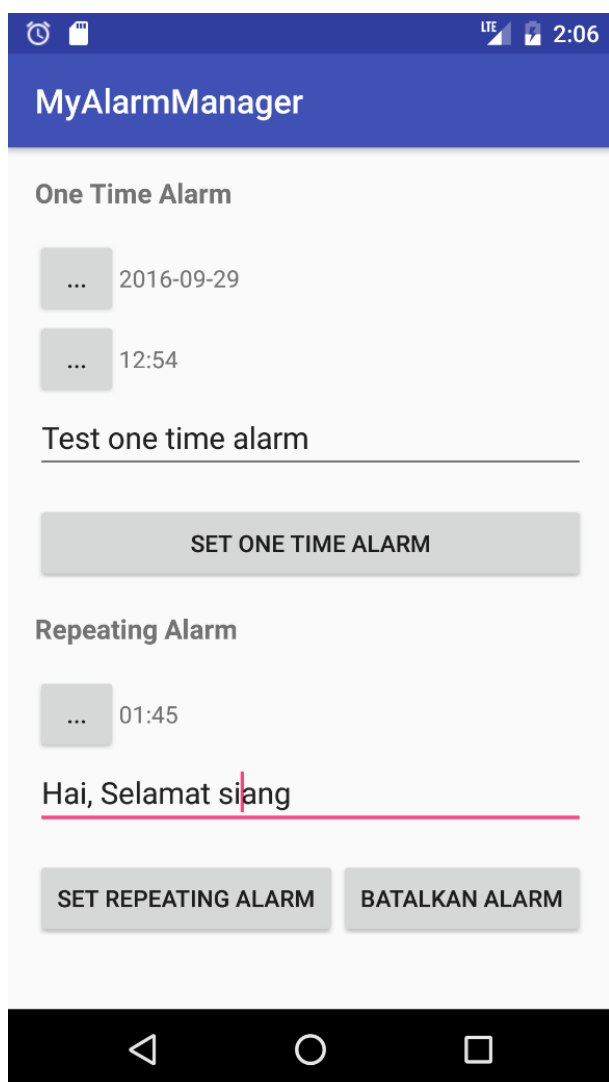 LTE 2:06
MyAlarmManager
One Time Alarm
... 2016-09-29
... 12:54
Test one time alarm
SET ONE TIME ALARM
Repeating Alarm
... 01:45
Hai, Selamat siang
SET REPEATING ALARM BATALKAN ALARM